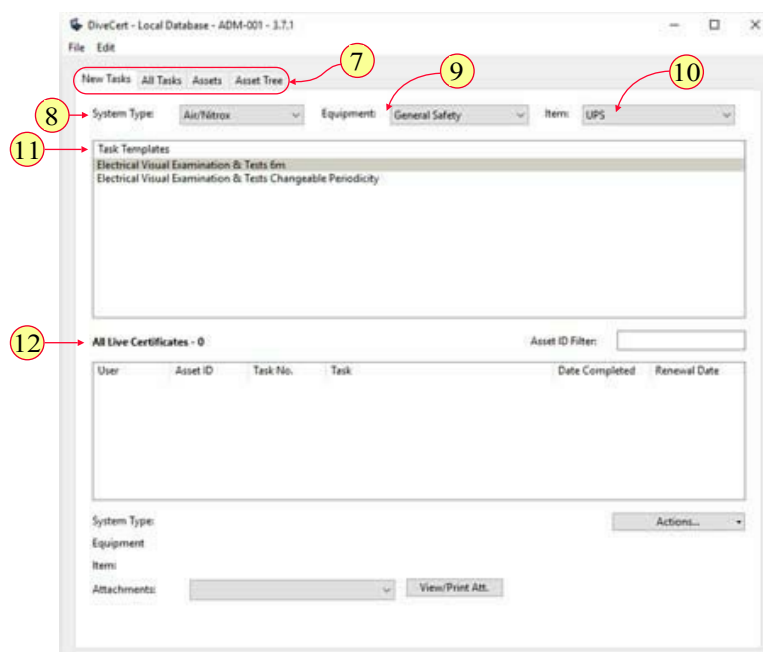 DiveCert - Local Database - ADM-001 - 3.7.1
File Edit
7
9
10
New Tasks All Tasks Assets Asset Tree
8
System Type: Air/Nitrox Equipment: General Safety Item: UPS
11
Task Templates
Electrical Visual Examination & Tests 6m
Electrical Visual Examination & Tests Changeable Periodicity
12
All Live Certificates - 0 Asset ID Filter:
User Asset ID Task No. Task Date Completed Renewal Date
System Type: Actions...
Equipment
Item:
Attachments: View/Print Att.